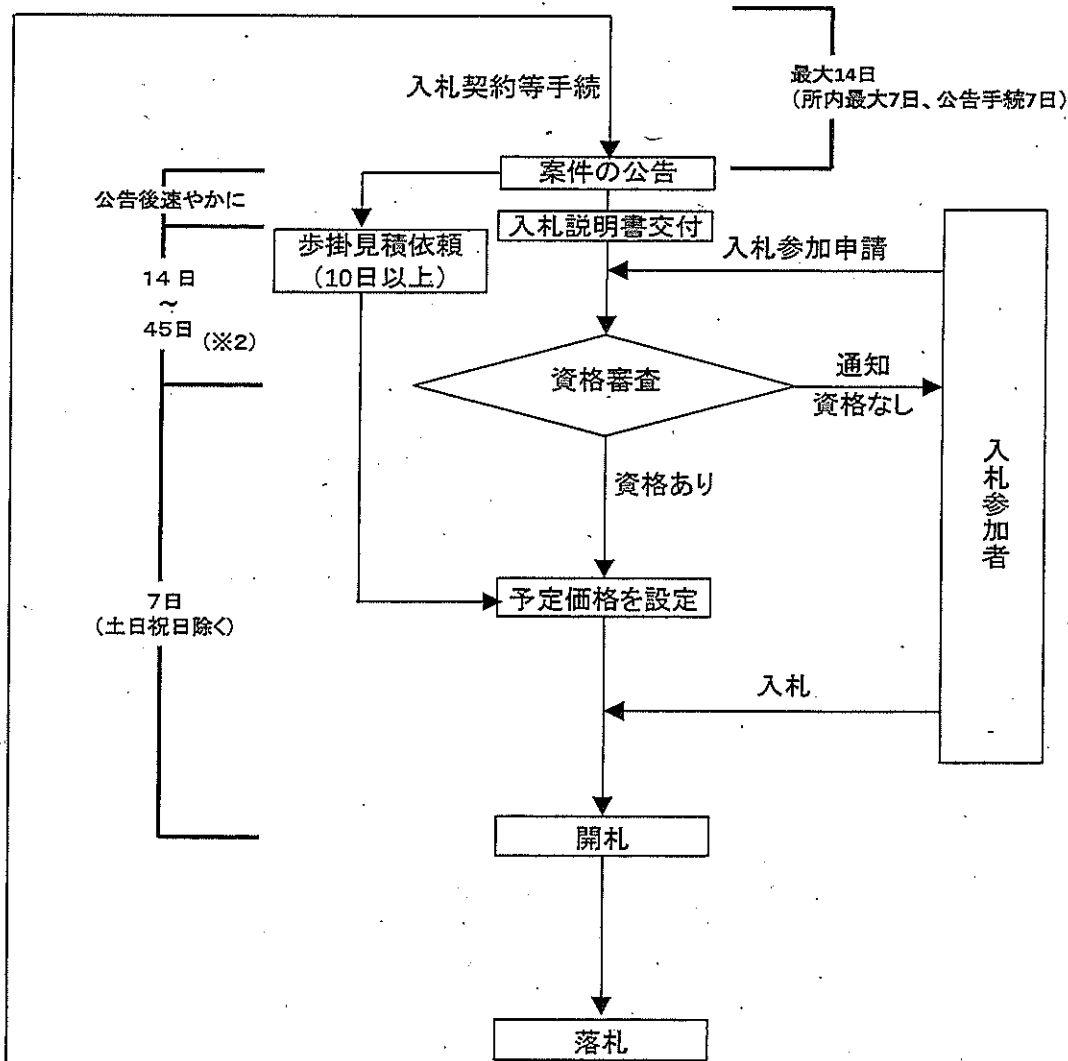 最大14日
(所内最大7日、公告手続7日)
入札契約等手続
案件の公告
公告後速やかに
入札説明書交付
歩掛見積依頼
(10日以上)
入札参加申請
14日
~
45日 (※2)
資格審査
通知
資格なし
入札参加者
資格あり
予定価格を設定
7日
(土日祝日除く)
入札
開札
落札